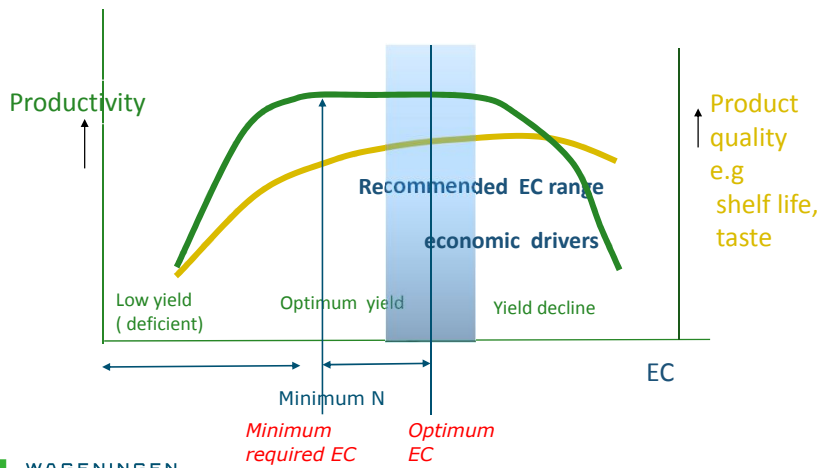 Productivity
Product
quality
e.g
shelf life,
taste
Recommended EC range
economic drivers
Low yield
( deficient)
Optimum yield
Yield decline
EC
Minimum N
Minimum
required EC
Optimum
EC
WAGENINGEN